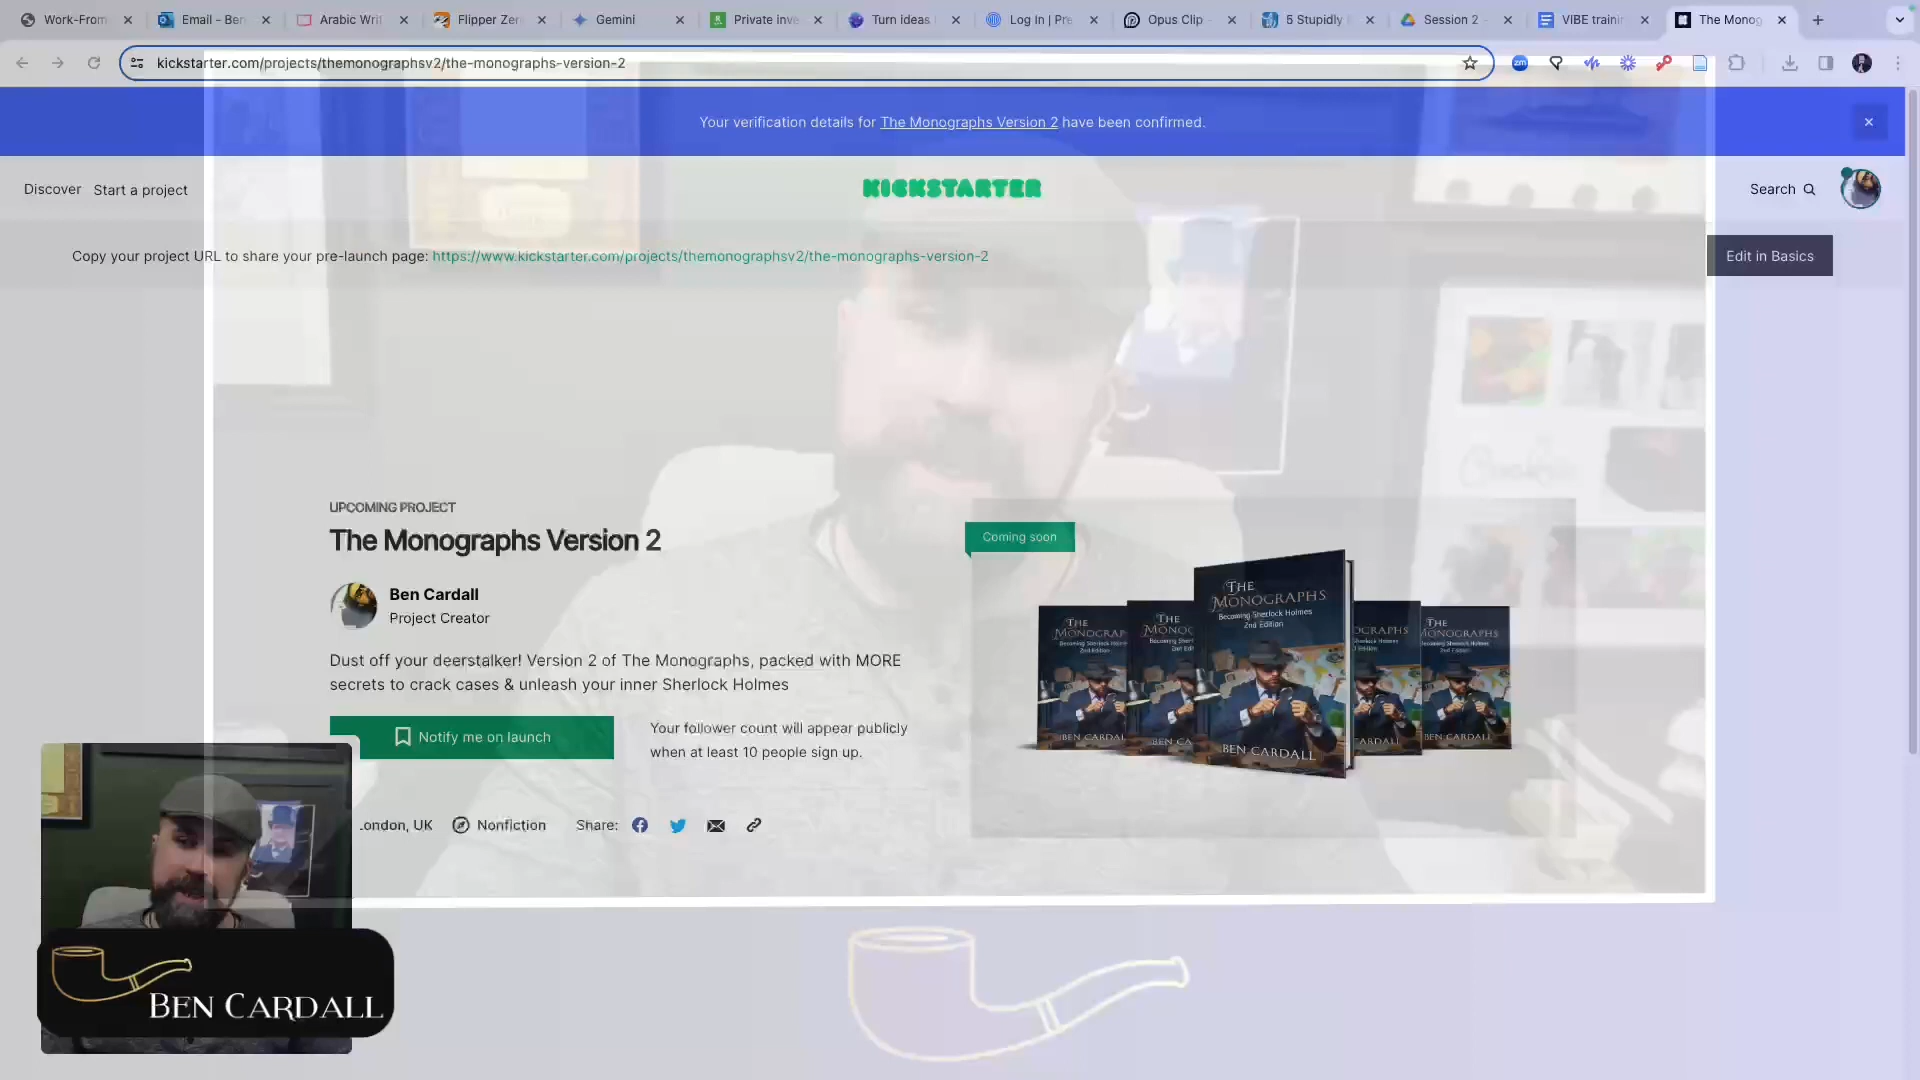 Work-From
Email - Ben
Arabic Writ
Flipper Zer
Gemini
Private inve
Turn ideas
Log In | Pre
Opus Clip -
5 Stupidly
Session 2 -
VIBE trainin
The Monog
kickstarter.com/projects/themonographsv2/the-monographs-version-2
zm
Your verification details for The Monographs Version 2 have been confirmed.
Discover
Start a project
KICKSTARTER
Search
Copy your project URL to share your pre-launch page: https://www.kickstarter.com/projects/themonographsv2/the-monographs-version-2
Edit in Basics
UPCOMING PROJECT
The Monographs Version 2
Ben Cardall
Project Creator
Dust off your deerstalker! Version 2 of The Monographs, packed with MORE
secrets to crack cases & unleash your inner Sherlock Holmes
Notify me on launch
Your follower count will appear publicly
when at least 10 people sign up.
London, UK
Nonfiction
Share:
Coming soon
THE
MONOGRAPHS
Becoming Sherlock Holmes
2nd Edition
BEN CARDALL
BEN CARDALL